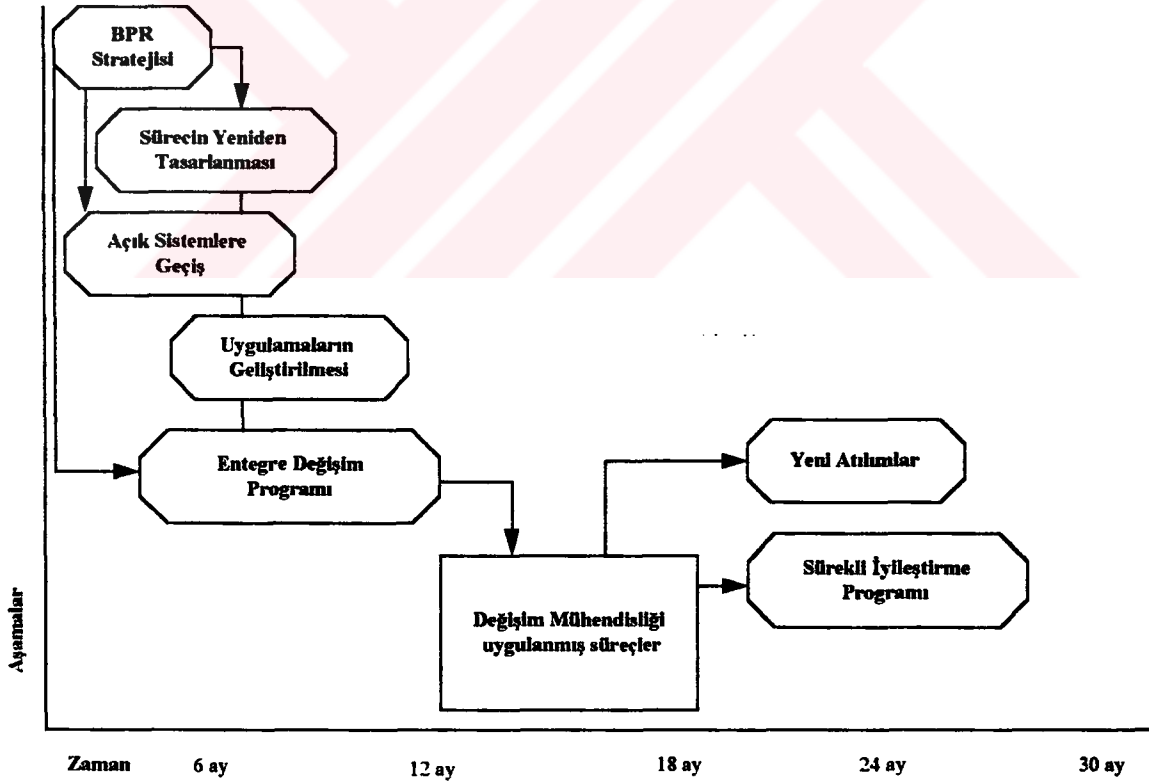 BPR
Stratejisi
Sürecin Yeniden
Tasarlanması
Açık Sistemlere
Geçiş
Uygulamaların
Geliştirilmesi
Entegre Değişim
Programı
Yeni Atılımlar
Sürekli İyileştirme
Programı
Değişim Mühendisliği
uygulanmış süreçler
Aşamalar
Zaman 6 ay 12 ay 18 ay 24 ay 30 ay